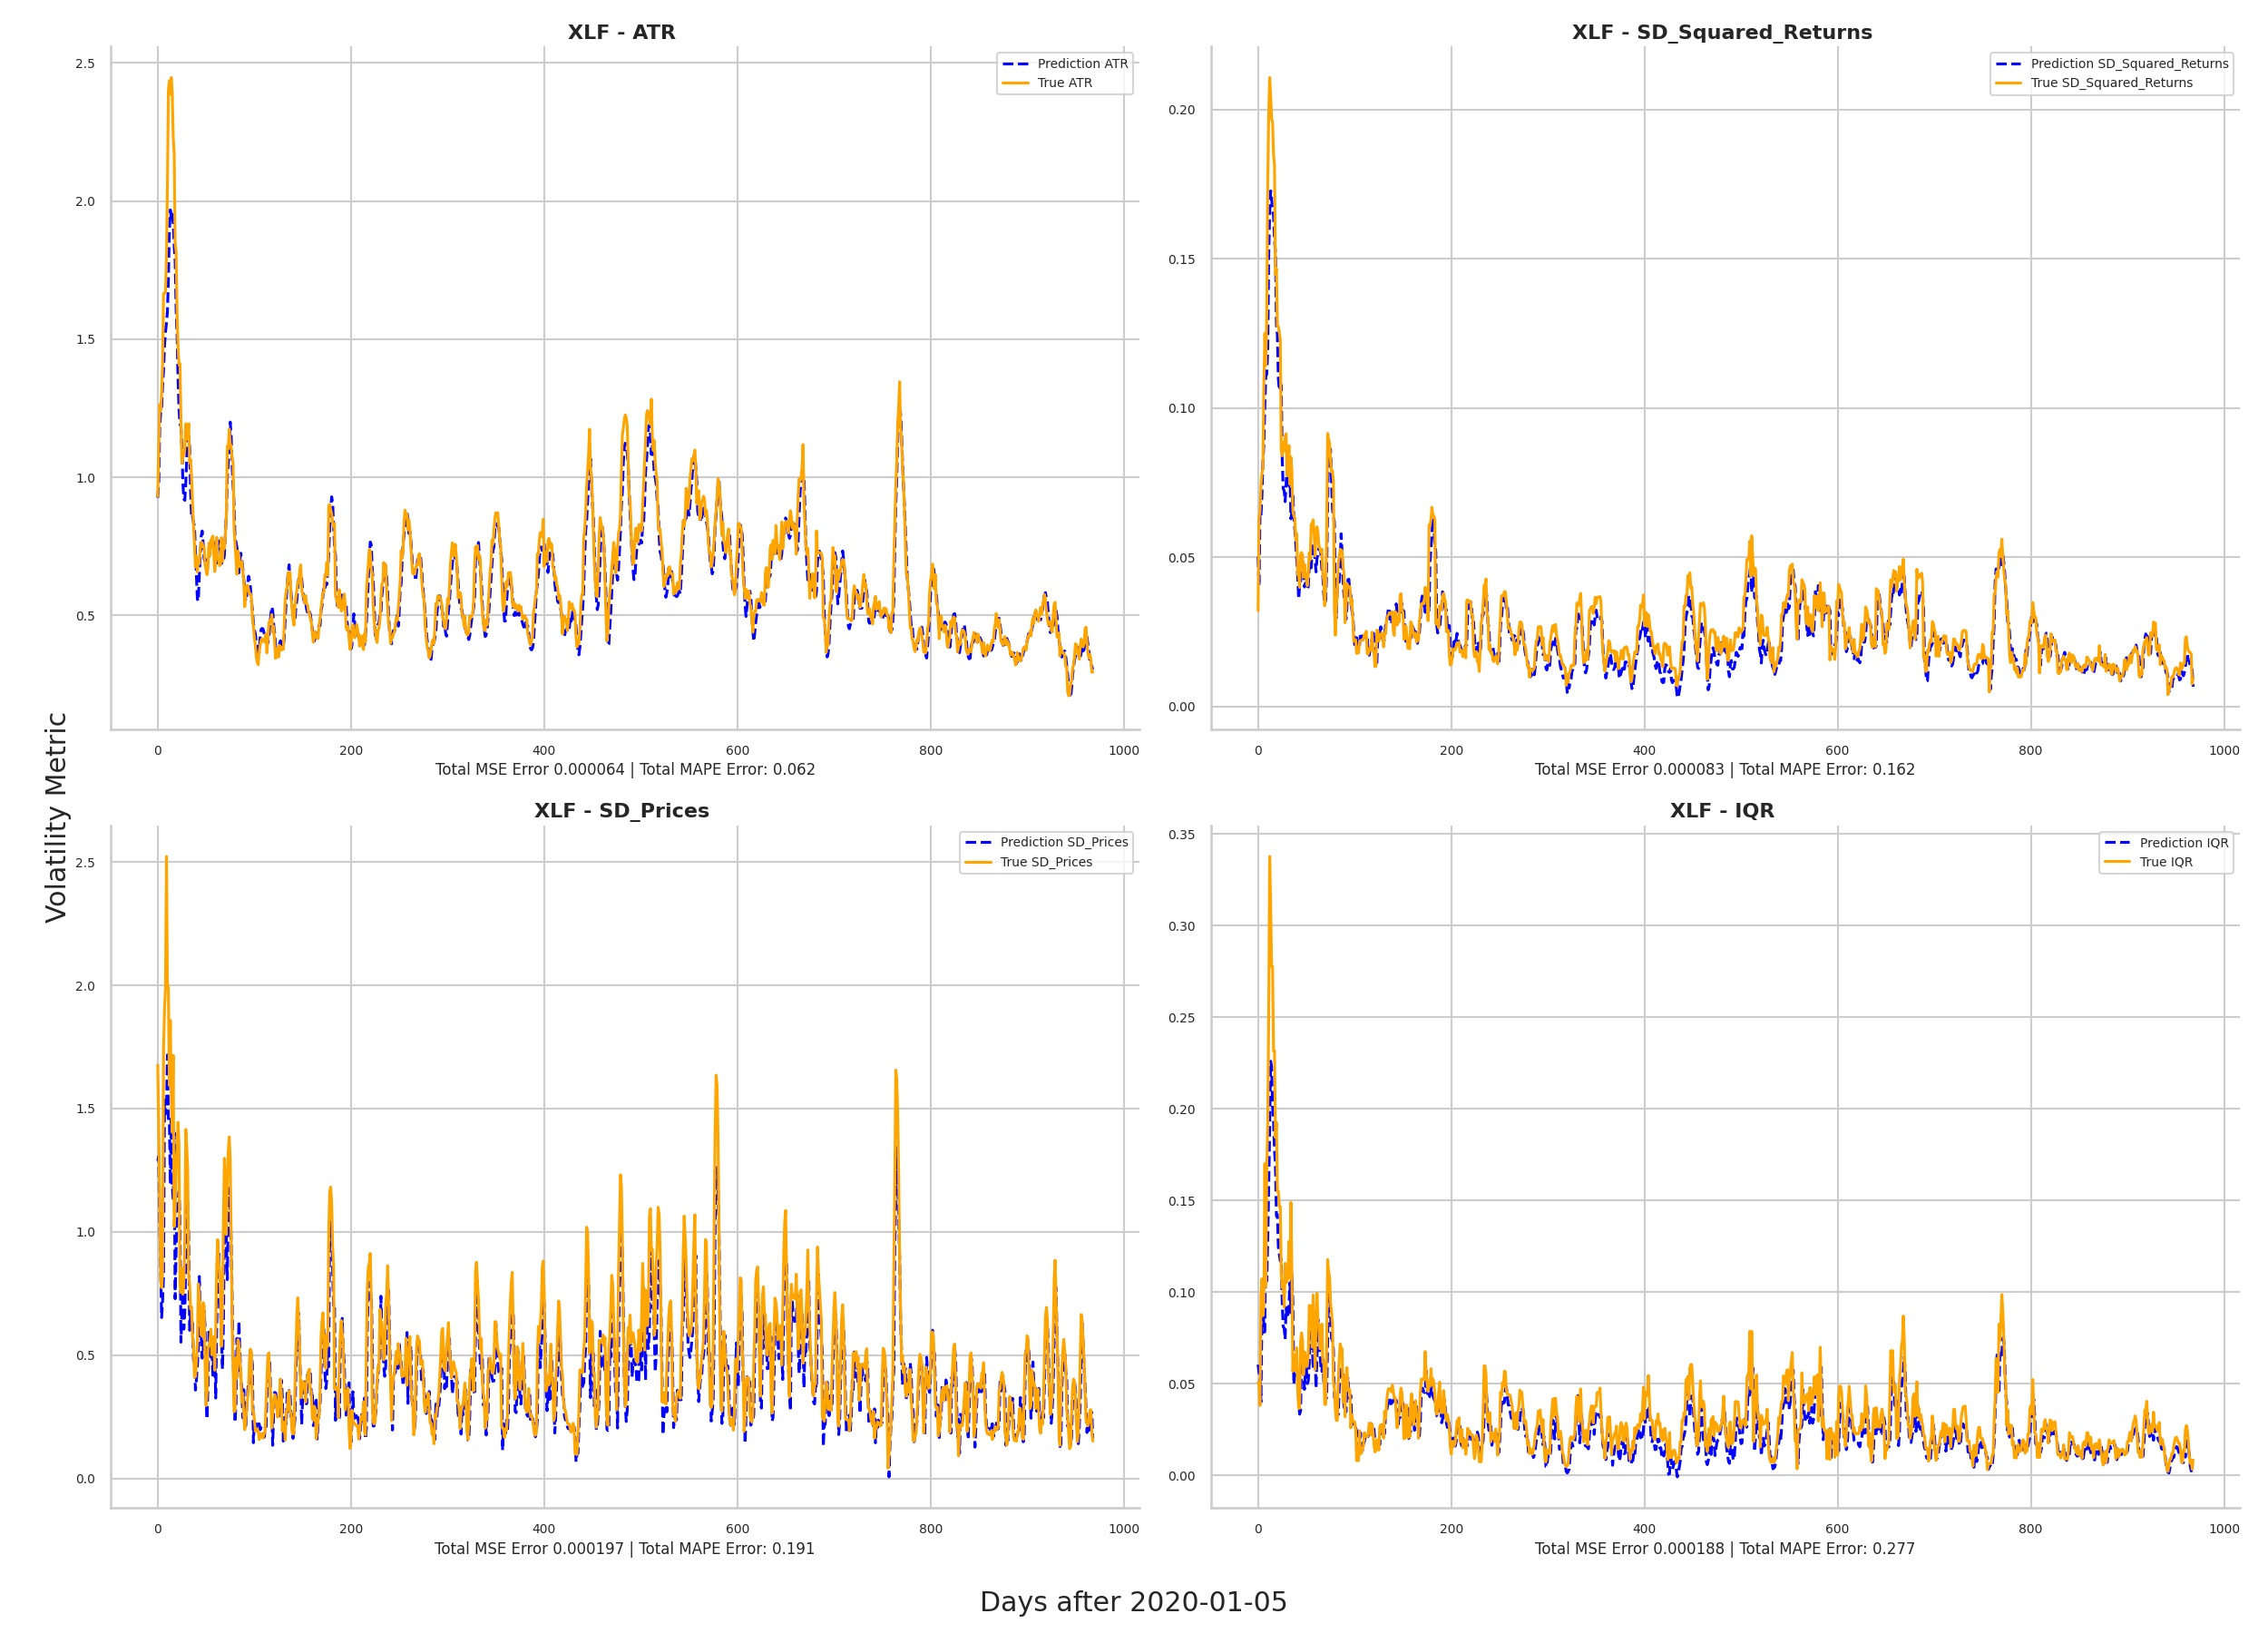 XLF - ATR
Prediction ATR
True ATR
2.5
2.0
1.5
1.0
0.5
0 200 400 600 800 1000
Total MSE Error 0.000064 | Total MAPE Error: 0.062
XLF - SD_Squared_Returns
Prediction SD_Squared_Returns
True SD_Squared_Returns
0.20
0.15
0.10
0.05
0.00
0 200 400 600 800 1000
Total MSE Error 0.000083 | Total MAPE Error: 0.162
Volatility Metric
XLF - SD_Prices
Prediction SD_Prices
True SD_Prices
2.5
2.0
1.5
1.0
0.5
0.0
0 200 400 600 800 1000
Total MSE Error 0.000197 | Total MAPE Error: 0.191
XLF - IQR
Prediction IQR
True IQR
0.35
0.30
0.25
0.20
0.15
0.10
0.05
0.00
0 200 400 600 800 1000
Total MSE Error 0.000188 | Total MAPE Error: 0.277
Days after 2020-01-05